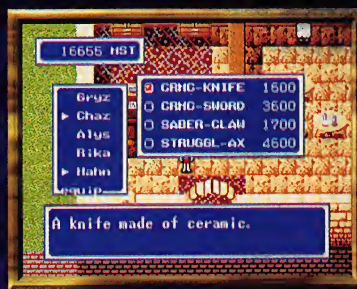 16655 MST
Gryz
Chaz
Alys
Rika
Hahn
equip
CRMC-KNIFE 1600
CRMC-SWORD 3600
SABER-CLAW 1700
STRUGGL-AX 4600
A knife made of ceramic.